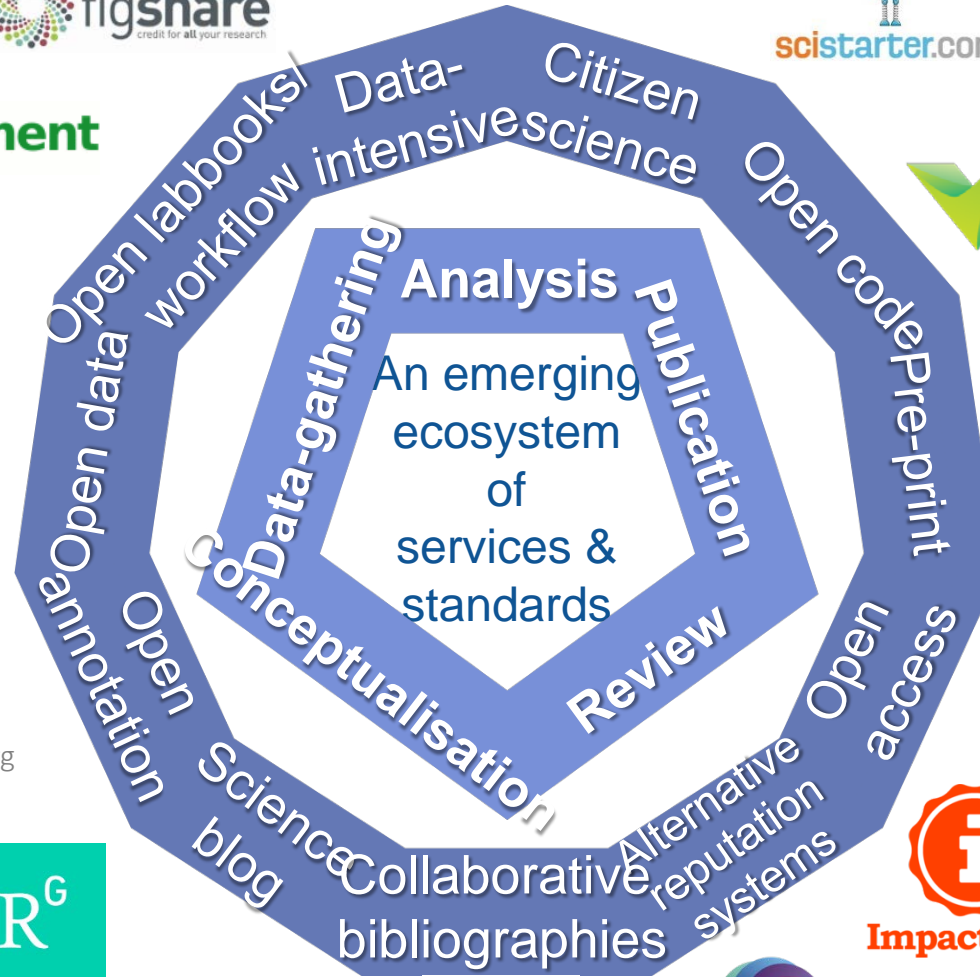 figshare
credit for all your research
scistarter.co
ment
Data-
intensive
Citizen
science
Open labbooks/
workflow
Open code
Pre-print
Open data
Open
access
Open
annotation
Science
blog
Collaborative
bibliographies
Alternative
reputation
systems
Analysis
Data-gathering
Publication
Conceptualisation
Review
An emerging
ecosystem
of
services &
standards
g
RG
i
Impact